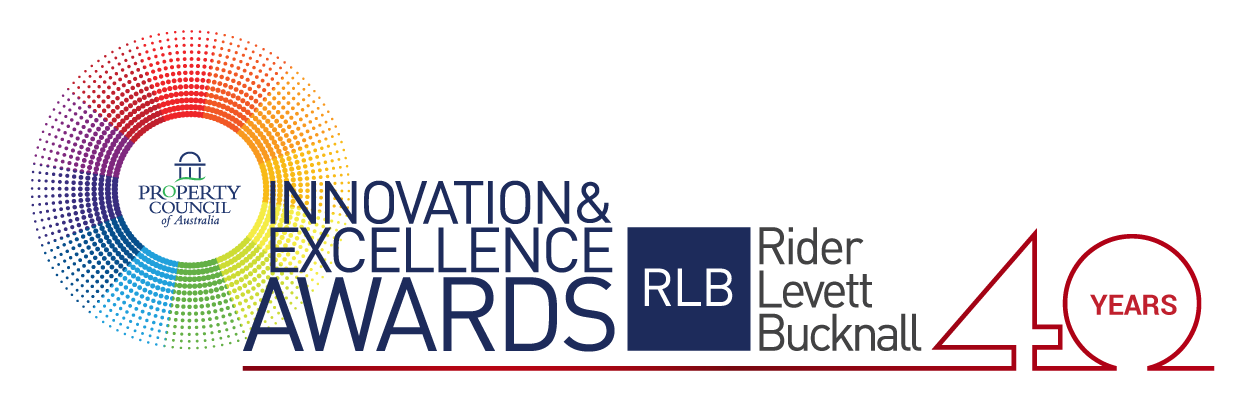 PROPERTY
COUNCIL
of Australia
INNOVATION&
EXCELLENCE
AWARDS
RLB
Rider
Levett
Bucknall
40
YEARS